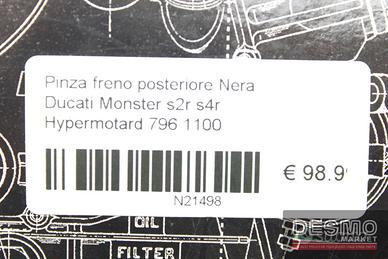 Pinza freno posteriore Nera
Ducati Monster s2r s4r
Hypermotard 796 1100
€ 98.9
N21498
OIL
FILTER
DESMO
MARKET